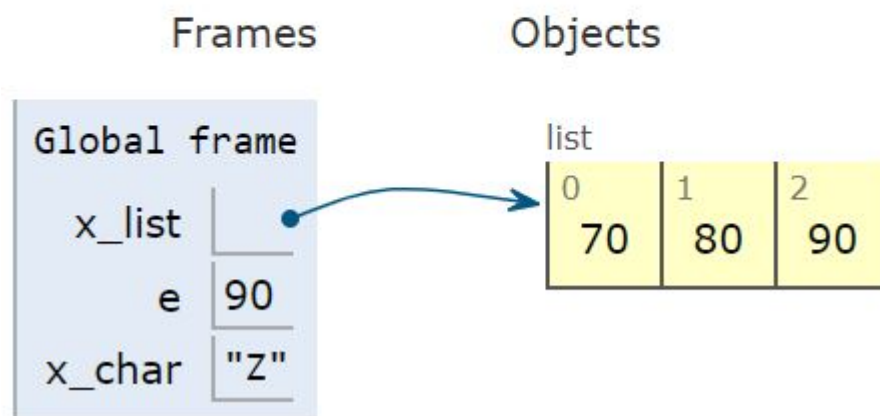 Frames Objects
Global frame
list
x_list
0 1 2
70 80 90
e 90
x_char "Z"